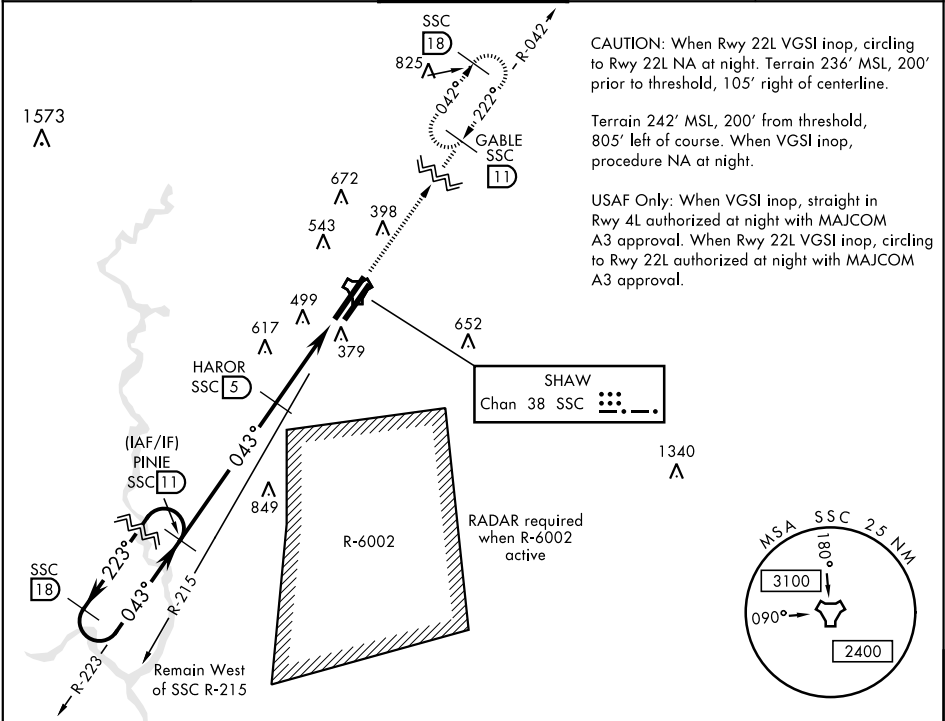 SSC
18
825
R-042
042°
222°
GABLE
SSC
11
CAUTION: When Rwy 22L VGSI inop, circling
to Rwy 22L NA at night. Terrain 236' MSL, 200'
prior to threshold, 105' right of centerline.
Terrain 242' MSL, 200' from threshold,
805' left of course. When VGSI inop,
procedure NA at night.
USAF Only: When VGSI inop, straight in
Rwy 4L authorized at night with MAJCOM
A3 approval. When Rwy 22L VGSI inop, circling
to Rwy 22L authorized at night with MAJCOM
A3 approval.
1573
672
543
398
499
617
379
652
HAROR
SSC 5
SHAW
Chan 38 SSC
043°
(IAF/IF)
PINIE
SSC 11
849
1340
R-6002
RADAR required
when R-6002
active
223°
SSC
18
043°
R-215
R-223
Remain West
of SSC R-215
MSA SSC 25 NM
180°
3100
090°
2400